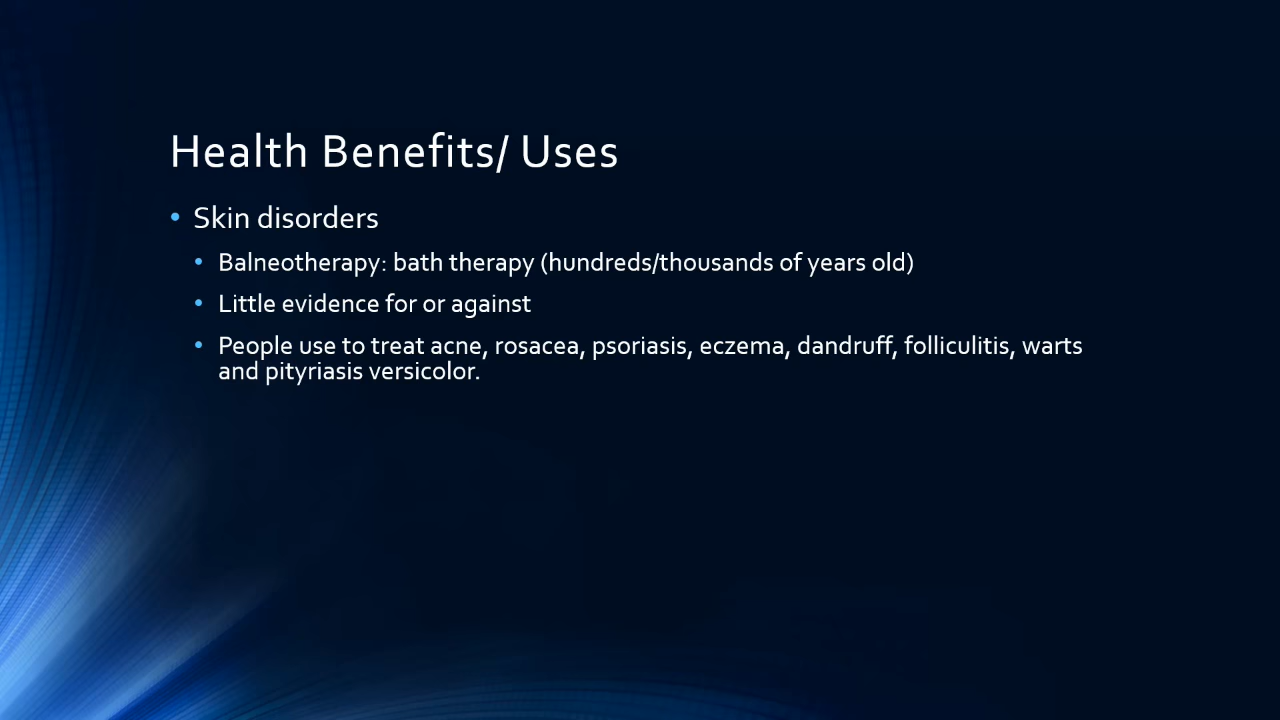 Health Benefits/ Uses
• Skin disorders
• Balneotherapy: bath therapy (hundreds/thousands of years old)
• Little evidence for or against
• People use to treat acne, rosacea, psoriasis, eczema, dandruff, folliculitis, warts
and pityriasis versicolor.